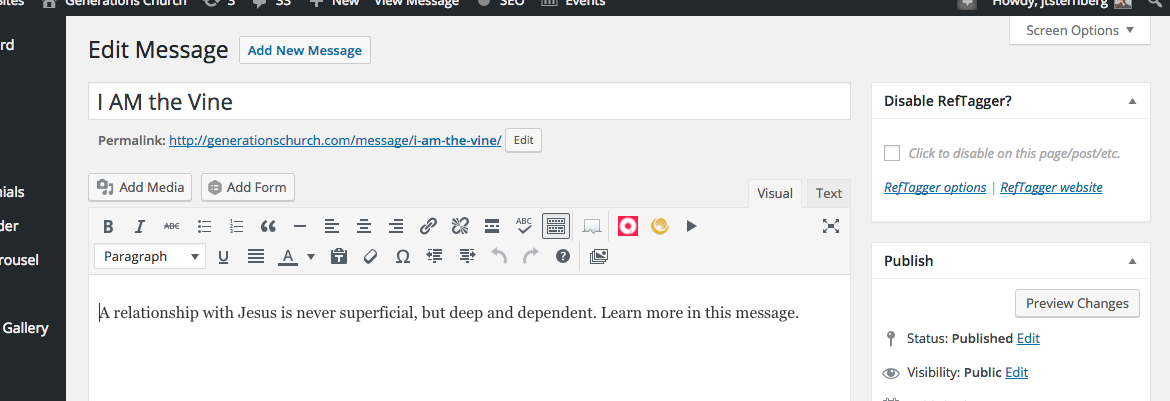 Sites Generations Church 3 33 New View Message SEO Events Howdy, jtsternberg
rd
nials
der
rousel
Gallery
Edit Message Add New Message
Screen Options
I AM the Vine
Permalink: http://generationschurch.com/message/i-am-the-vine/ Edit
Add Media Add Form
Visual Text
B I ABC ABC
Paragraph U A Ω ?
A relationship with Jesus is never superficial, but deep and dependent. Learn more in this message.
Disable RefTagger?
Click to disable on this page/post/etc.
RefTagger options | RefTagger website
Publish
Preview Changes
Status: Published Edit
Visibility: Public Edit